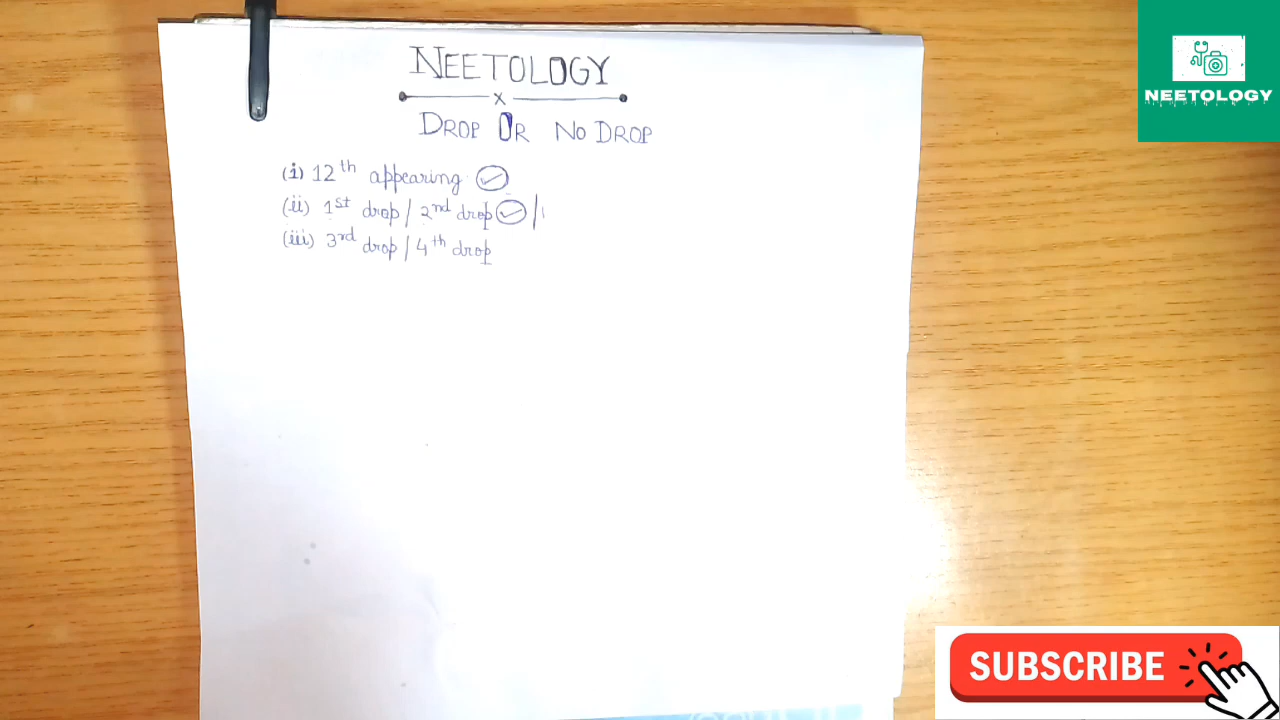 NEETOLOGY
x
DROP OR NO DROP
(i) 12th appearing
(ii) 1st drop / 2nd drop /
(iii) 3rd drop / 4th drop
NEETOLOGY
SUBSCRIBE